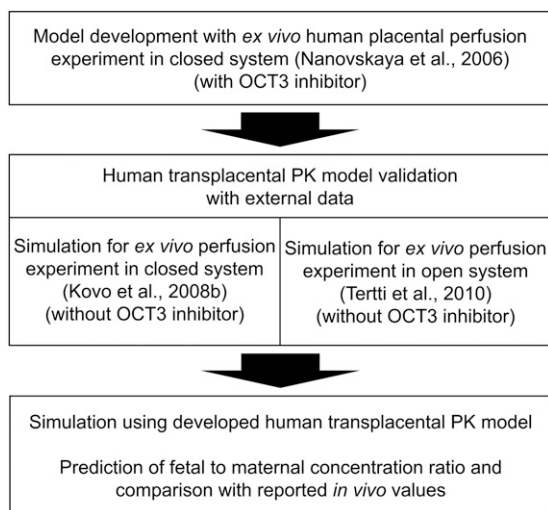 Model development with ex vivo human placental perfusion
experiment in closed system (Nanovskaya et al., 2006)
(with OCT3 inhibitor)
Human transplacental PK model validation
with external data
Simulation for ex vivo perfusion
experiment in closed system
(Kovo et al., 2008b)
(without OCT3 inhibitor)
Simulation for ex vivo perfusion
experiment in open system
(Tertti et al., 2010)
(without OCT3 inhibitor)
Simulation using developed human transplacental PK model
Prediction of fetal to maternal concentration ratio and
comparison with reported in vivo values